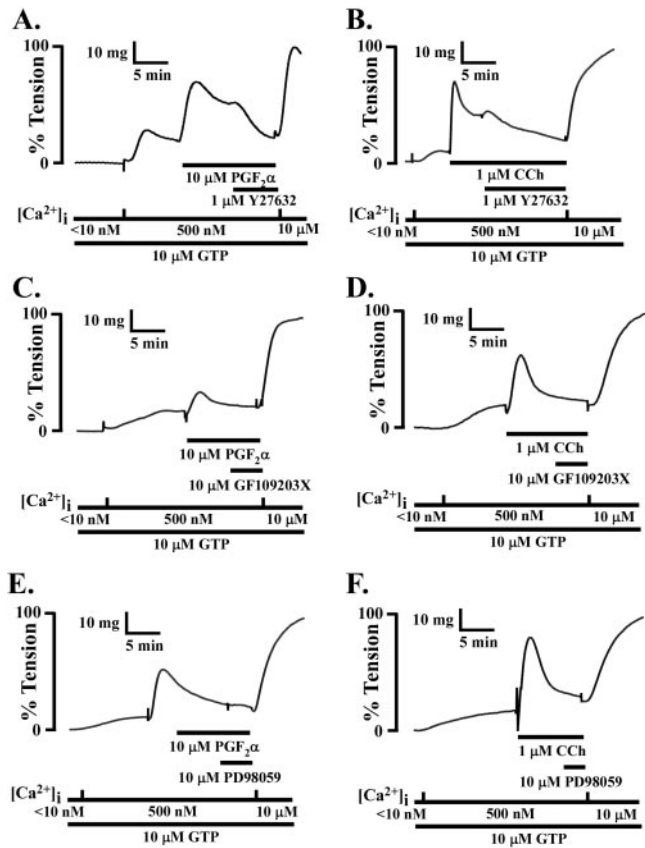 A.
100
% Tension
0
10 mg
5 min
10 μM PGF₂α
1 μM Y27632
[Ca²⁺]ᵢ
<10 nM 500 nM 10 μM
10 μM GTP
B.
100
% Tension
0
10 mg
5 min
1 μM CCh
1 μM Y27632
<10 nM 500 nM 10 μM
10 μM GTP
C.
100
% Tension
0
10 mg
5 min
10 μM PGF₂α
10 μM GF109203X
[Ca²⁺]ᵢ
<10 nM 500 nM 10 μM
10 μM GTP
D.
100
% Tension
0
10 mg
5 min
1 μM CCh
10 μM GF109203X
<10 nM 500 nM 10 μM
10 μM GTP
E.
100
% Tension
0
10 mg
5 min
10 μM PGF₂α
10 μM PD98059
[Ca²⁺]ᵢ
<10 nM 500 nM 10 μM
10 μM GTP
F.
100
% Tension
0
10 mg
5 min
1 μM CCh
10 μM PD98059
<10 nM 500 nM 10 μM
10 μM GTP